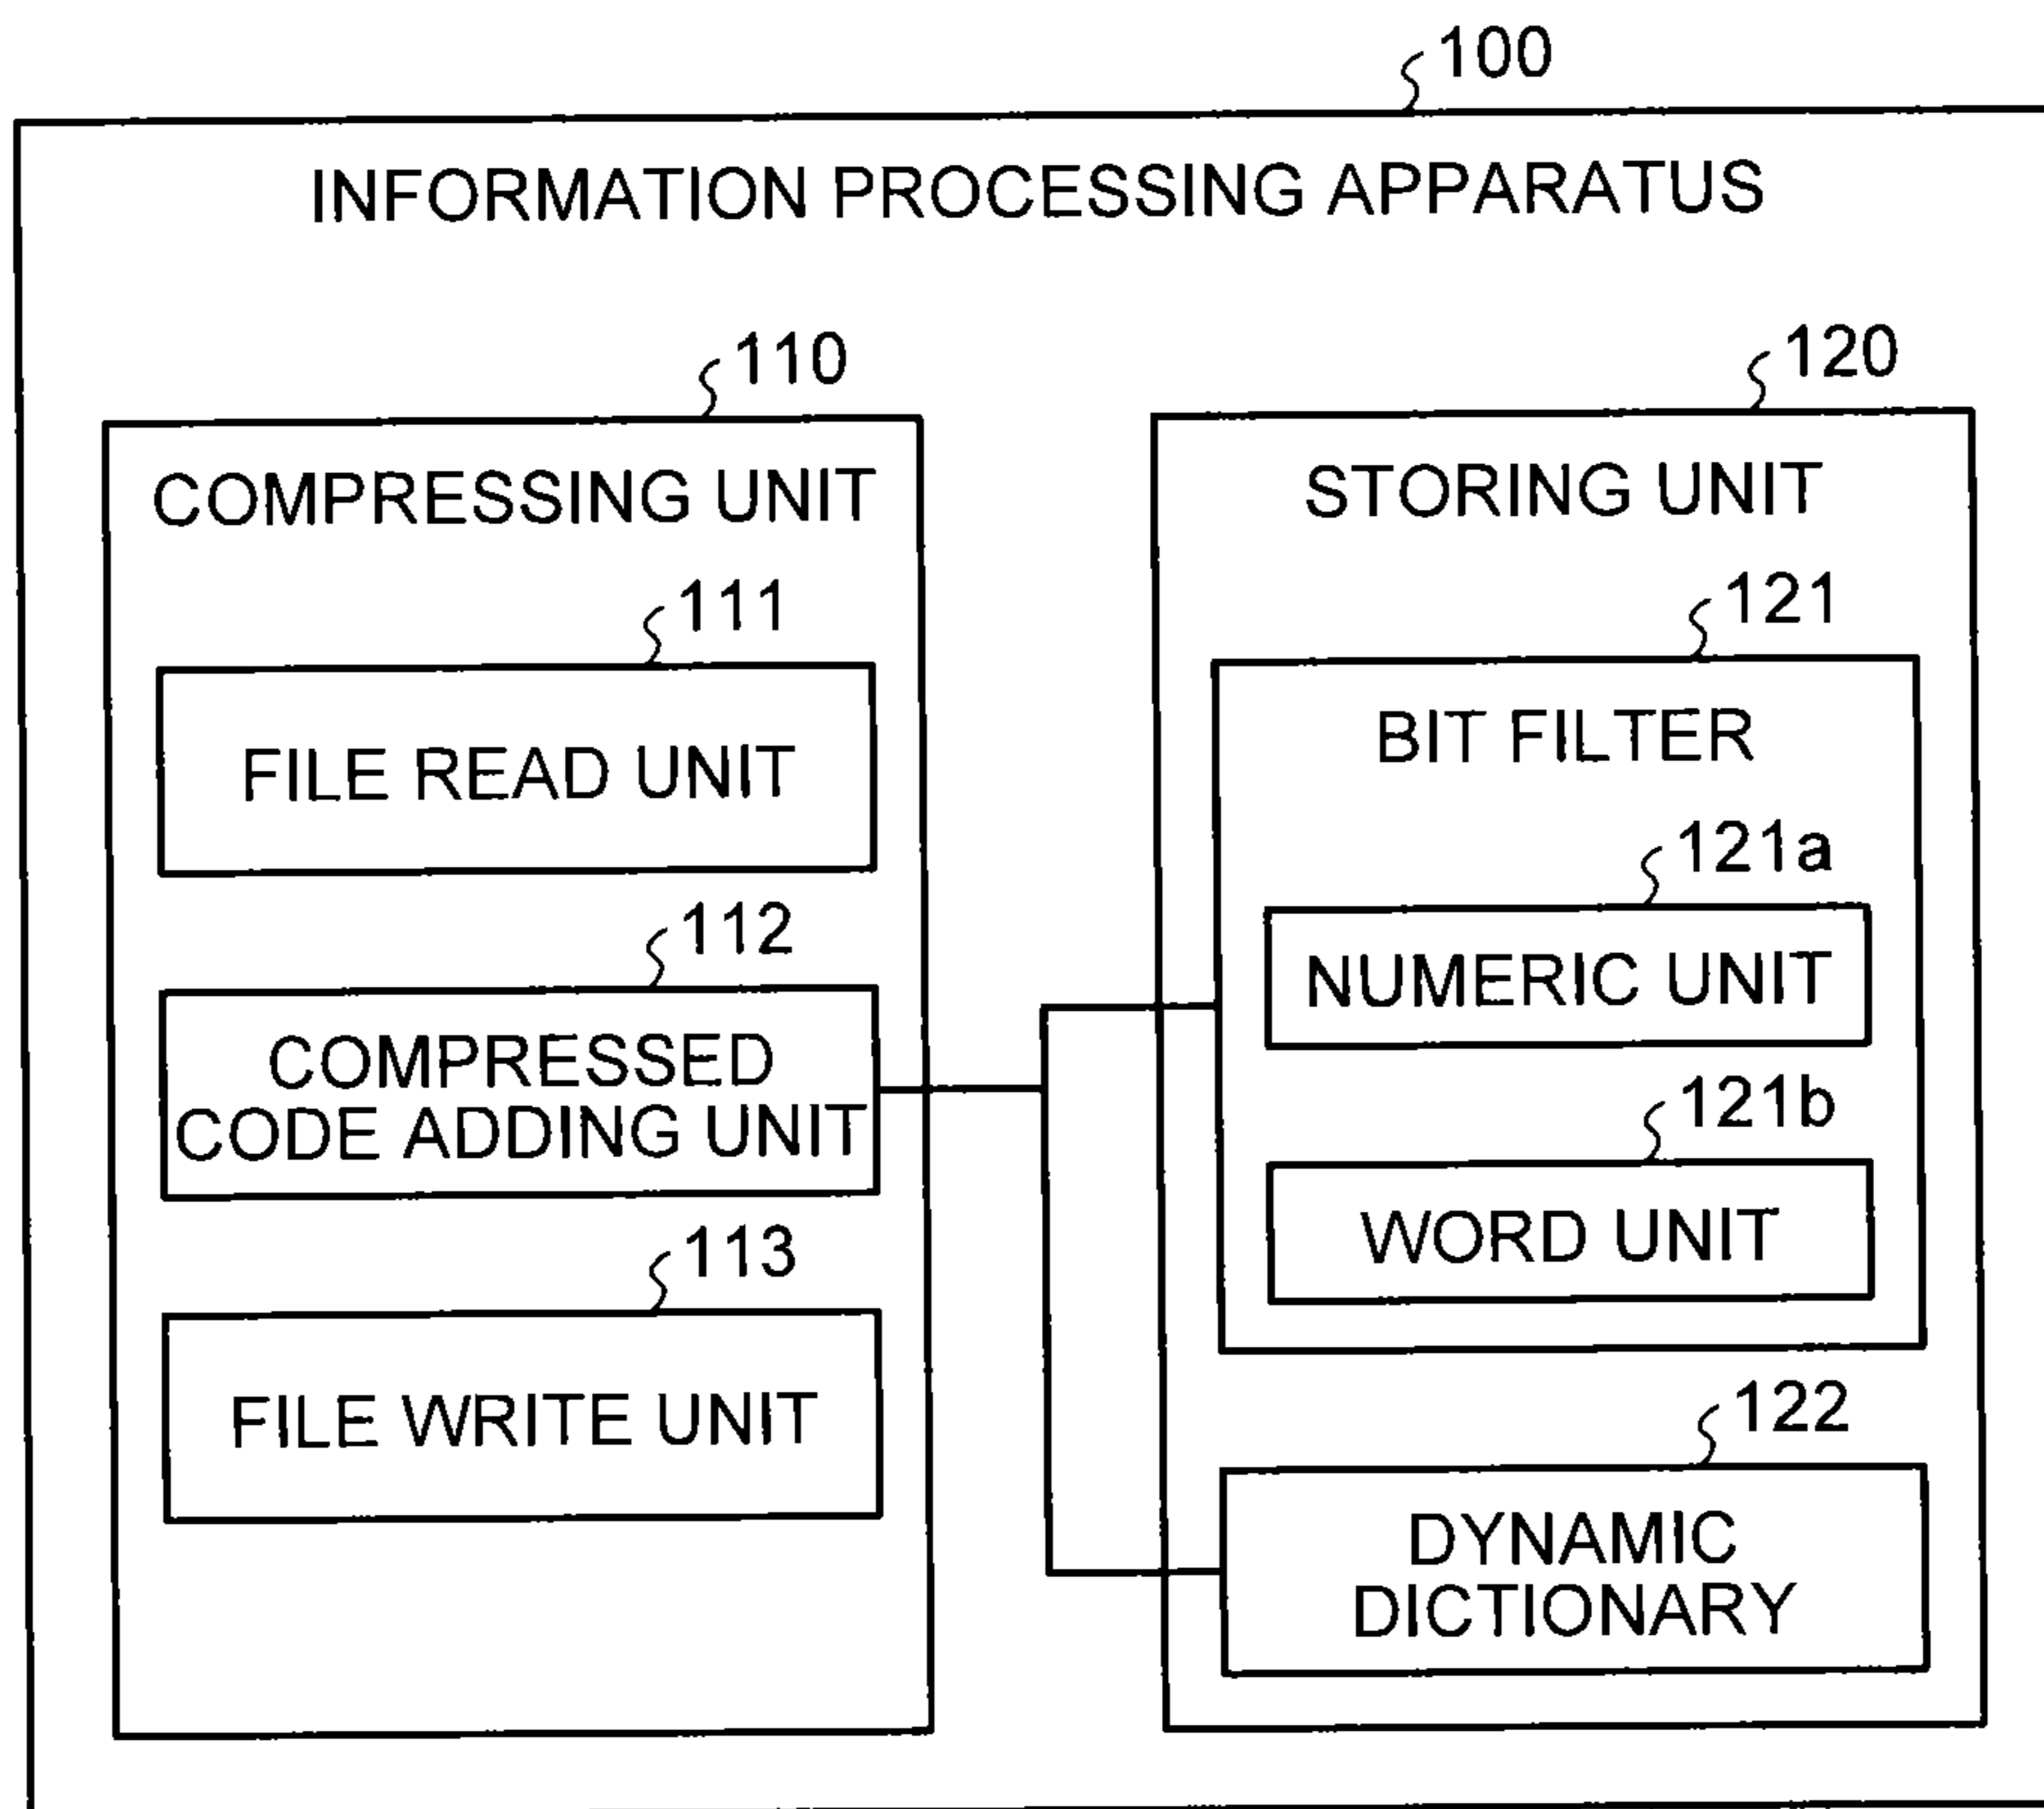 100
INFORMATION PROCESSING APPARATUS
110
COMPRESSING UNIT
111
FILE READ UNIT
112
COMPRESSED
CODE ADDING UNIT
113
FILE WRITE UNIT
120
STORING UNIT
121
BIT FILTER
121a
NUMERIC UNIT
121b
WORD UNIT
122
DYNAMIC
DICTIONARY